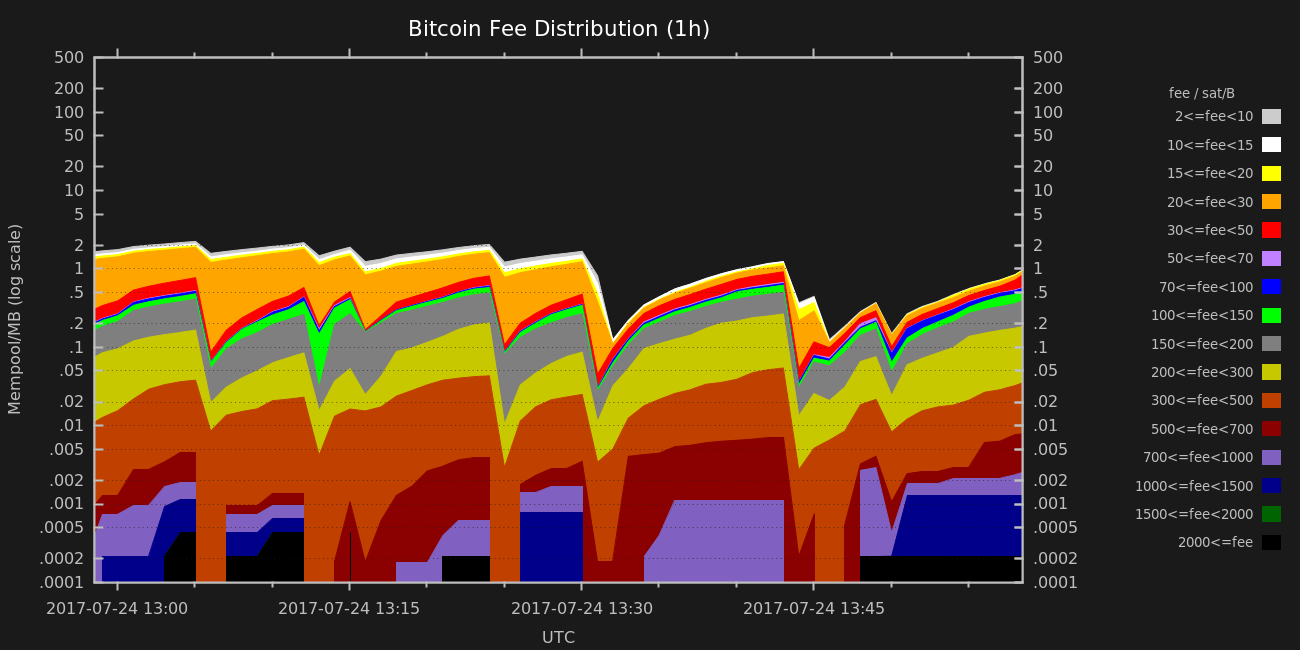 Bitcoin Fee Distribution (1h)
Mempool/MB (log scale)
500
200
100
50
20
10
5
2
1
.5
.2
.1
.05
.02
.01
.005
.002
.001
.0005
.0002
.0001
500
200
100
50
20
10
5
2
1
.5
.2
.1
.05
.02
.01
.005
.002
.001
.0005
.0002
.0001
2017-07-24 13:00
2017-07-24 13:15
2017-07-24 13:30
2017-07-24 13:45
UTC
fee / sat/B
2<=fee<10
10<=fee<15
15<=fee<20
20<=fee<30
30<=fee<50
50<=fee<70
70<=fee<100
100<=fee<150
150<=fee<200
200<=fee<300
300<=fee<500
500<=fee<700
700<=fee<1000
1000<=fee<1500
1500<=fee<2000
2000<=fee